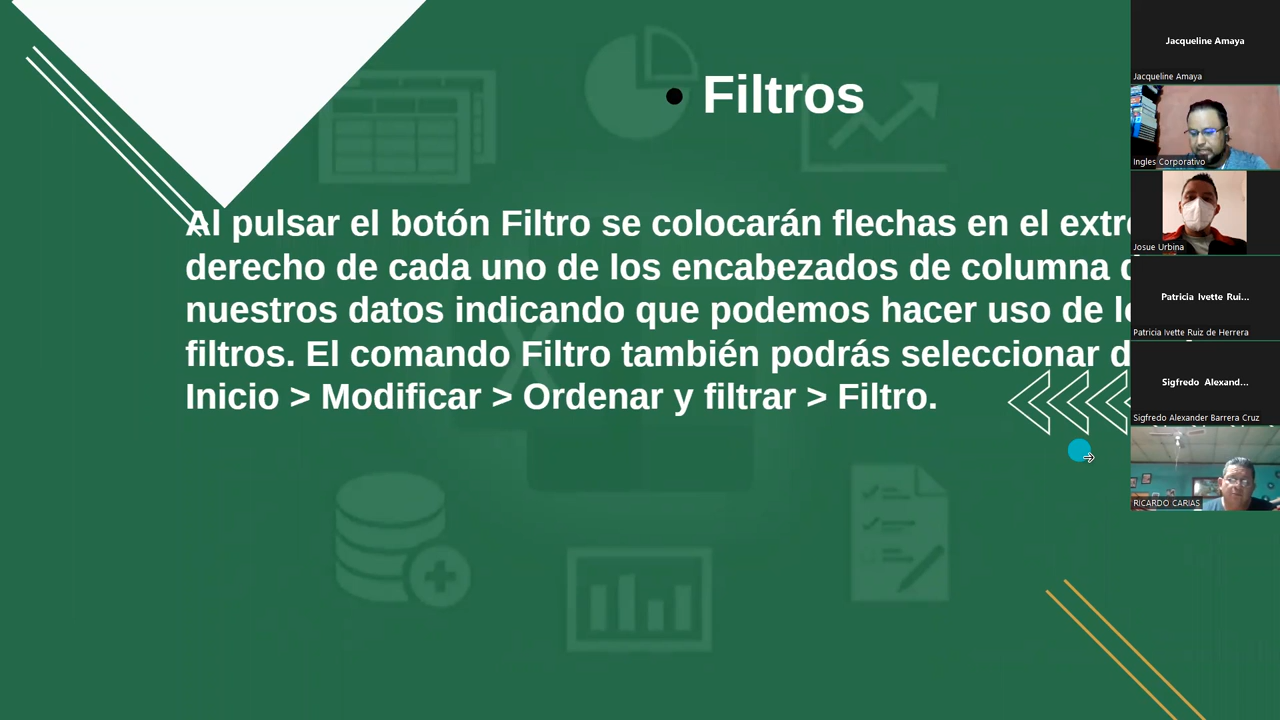 Filtros
Al pulsar el botón Filtro se colocarán flechas en el
derecho de cada uno de los encabezados de columna
nuestros datos indicando que podemos hacer uso de
filtros. El comando Filtro también podrás seleccionar
Inicio > Modificar > Ordenar y filtrar > Filtro.
Jacqueline Amaya
Jacqueline Amaya
Ingles Corporativo
Josue Urbina
Patricia Ivette Rui...
Patricia Ivette Ruiz de Herrera
Sigfredo Alexand...
Sigfredo Alexander Barrera Cruz
RICARDO CARIAS